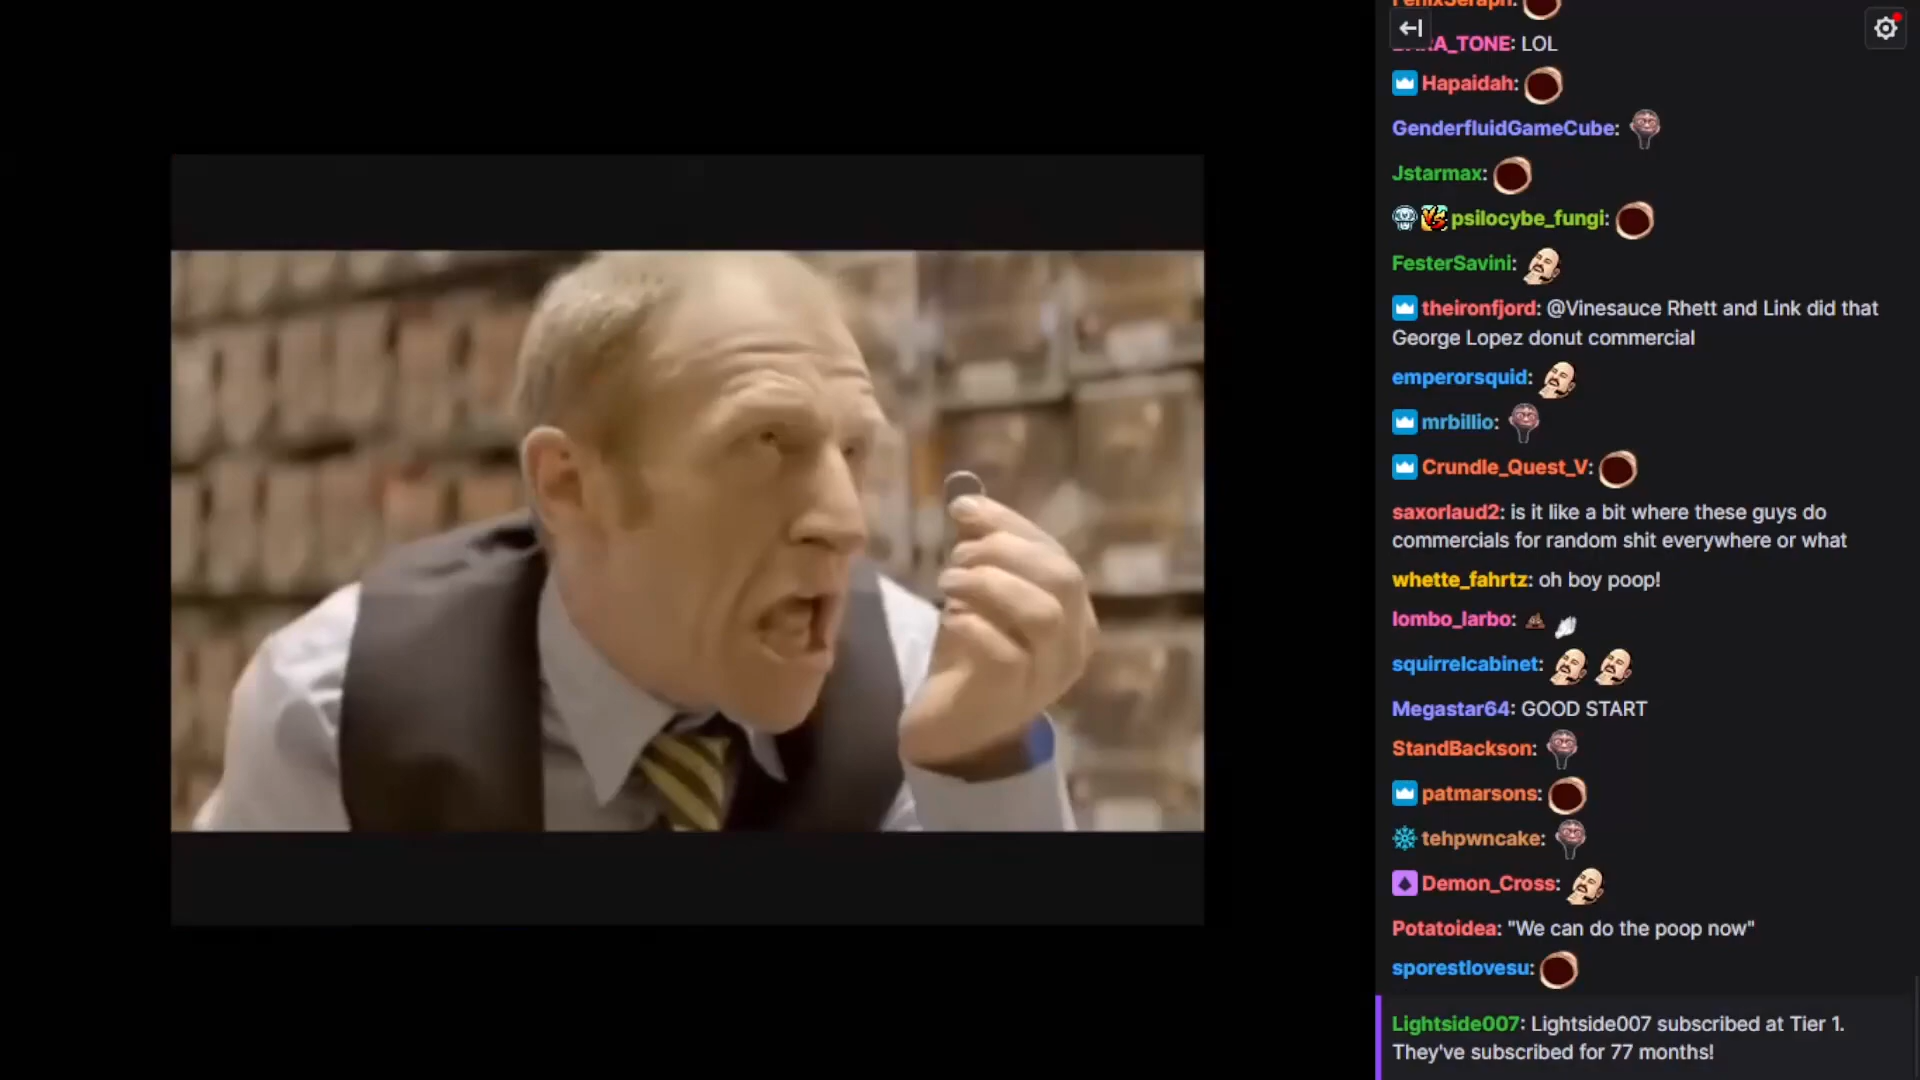 FenixSeraph:
A_TONE: LOL
Hapaidah:
GenderfluidGameCube:
Jstarmax:
psilocybe_fungi:
FesterSavini:
theironfjord: @Vinesauce Rhett and Link did that
George Lopez donut commercial
emperorsquid:
mrbillio:
Crundle_Quest_V:
saxorlaud2: is it like a bit where these guys do
commercials for random shit everywhere or what
whette_fahrtz: oh boy poop!
lombo_larbo:
squirrelcabinet:
Megastar64: GOOD START
StandBackson:
patmarsons:
tehpwncake:
Demon_Cross:
Potatoidea: "We can do the poop now"
sporestlovesu:
Lightside007: Lightside007 subscribed at Tier 1.
They've subscribed for 77 months!